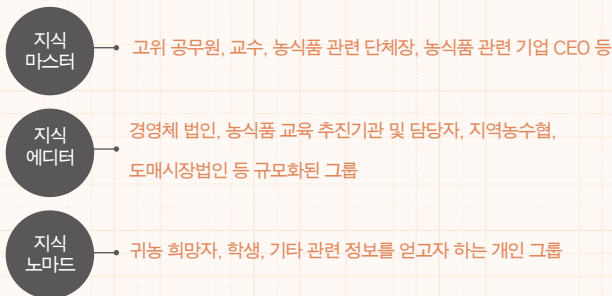 지식
마스터
고위 공무원, 교수, 농식품 관련 단체장, 농식품 관련 기업 CEO 등
지식
에디터
경영체 법인, 농식품 교육 추진기관 및 담당자, 지역농수협,
도매시장법인 등 규모화된 그룹
지식
노마드
귀농 희망자, 학생, 기타 관련 정보를 얻고자 하는 개인 그룹